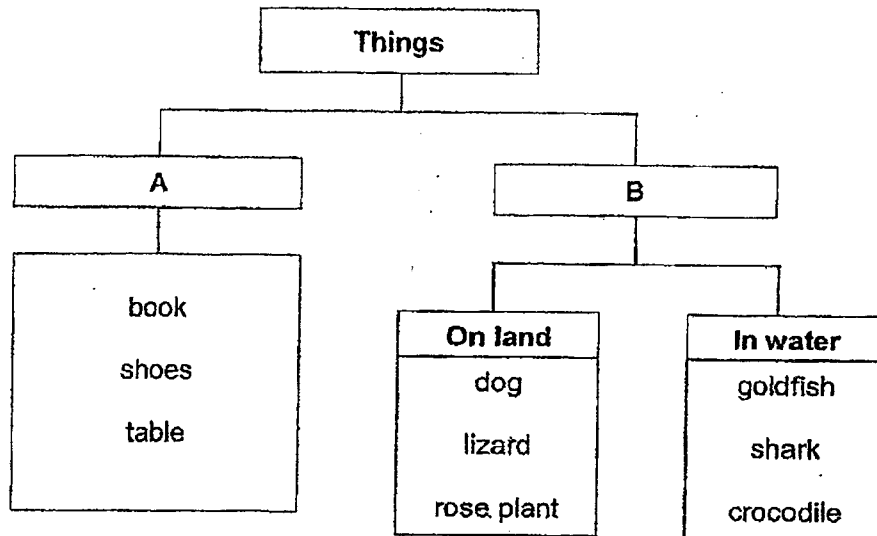 Things
A
B
book
shoes
table
On land
dog
lizard
rose plant
In water
goldfish
shark
crocodile